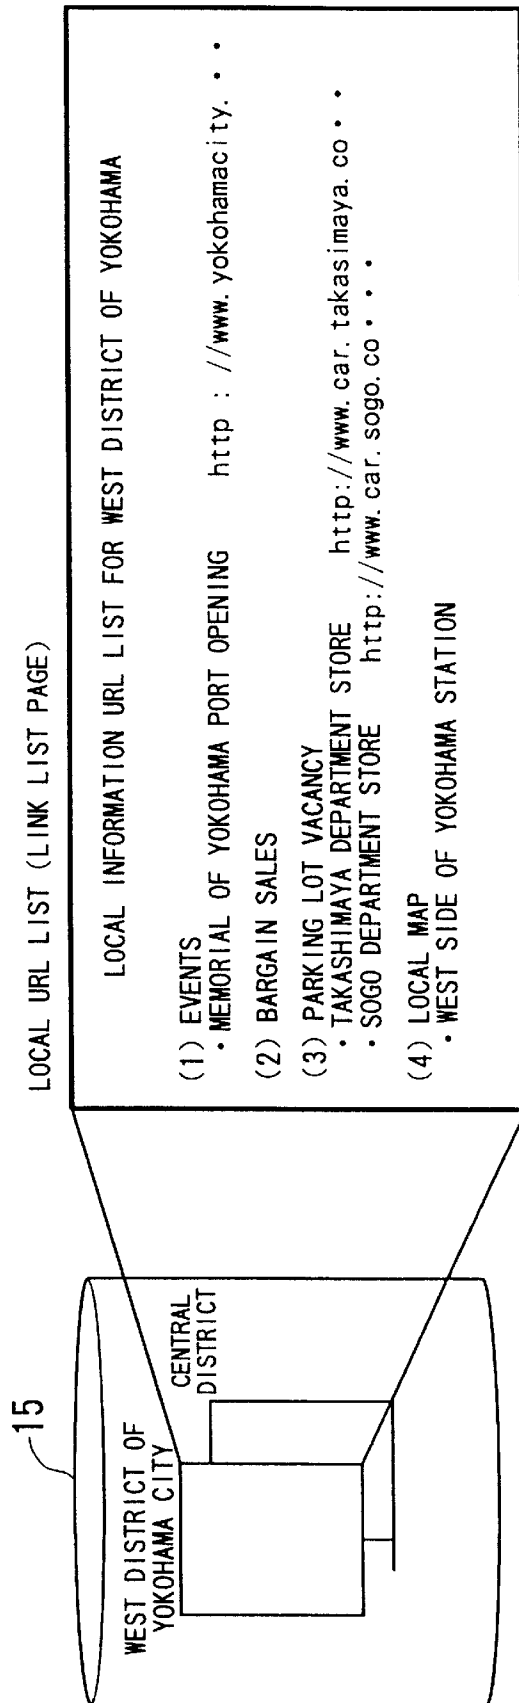 LOCAL URL LIST (LINK LIST PAGE)
15
WEST DISTRICT OF
YOKOHAMA CITY
CENTRAL
DISTRICT
LOCAL INFORMATION URL LIST FOR WEST DISTRICT OF YOKOHAMA
(1) EVENTS
・MEMORIAL OF YOKOHAMA PORT OPENING http : //www. yokohamacity. ・・
(2) BARGAIN SALES
(3) PARKING LOT VACANCY
・TAKASHIMAYA DEPARTMENT STORE http://www. car. takasimaya. co・・
・SOGO DEPARTMENT STORE http://www. car. sogo. co・・・・
(4) LOCAL MAP
・WEST SIDE OF YOKOHAMA STATION